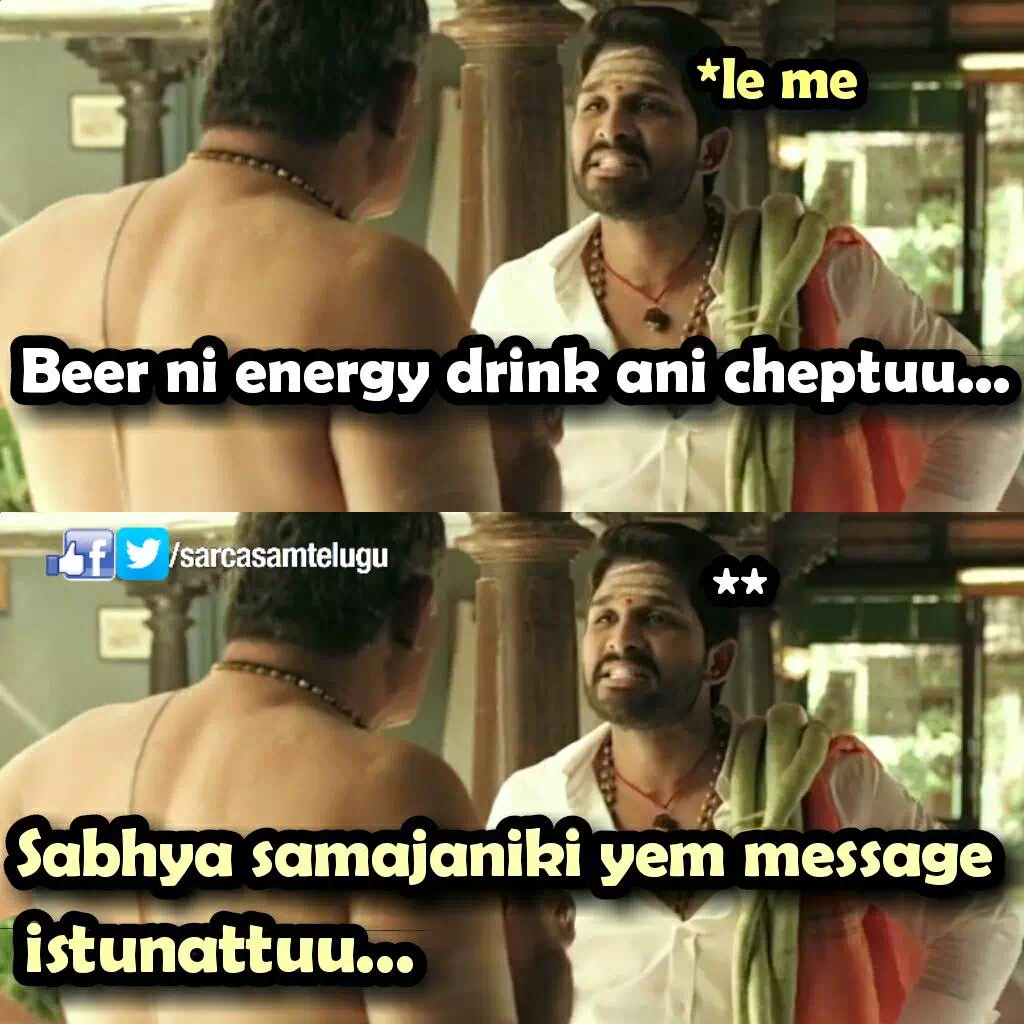 *le me
Beer ni energy drink ani cheptuu...
/sarcasamtelugu
**
Sabhya samajaniki yem message
istunattuu...